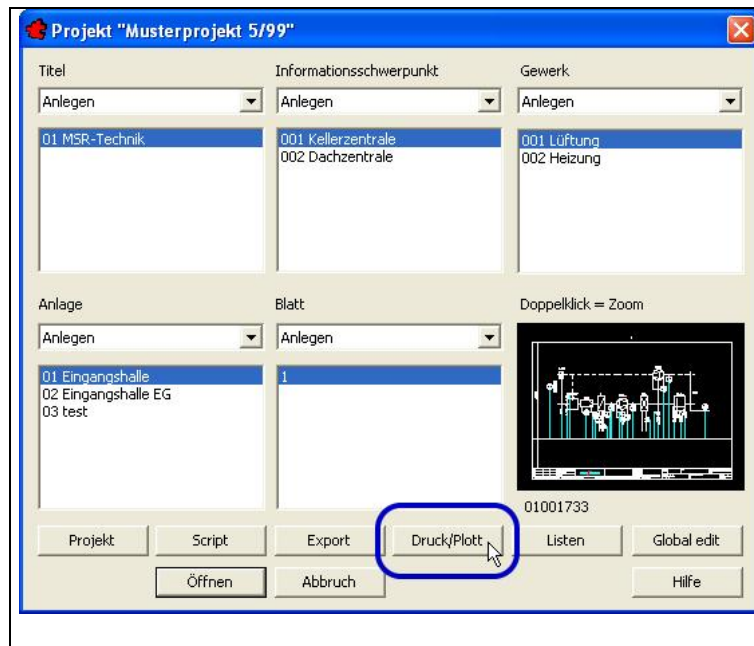 Projekt "Musterprojekt 5/99"
Titel
Informationsschwerpunkt
Gewerk
Anlegen
Anlegen
Anlegen
01 MSR-Technik
001 Kellerzentrale
002 Dachzentrale
001 Lüftung
002 Heizung
Anlage
Blatt
Doppelklick = Zoom
Anlegen
Anlegen
01 Eingangshalle
02 Eingangshalle EG
03 test
1
01001733
Projekt
Script
Export
Druck/Plott
Listen
Global edit
Öffnen
Abbruch
Hilfe